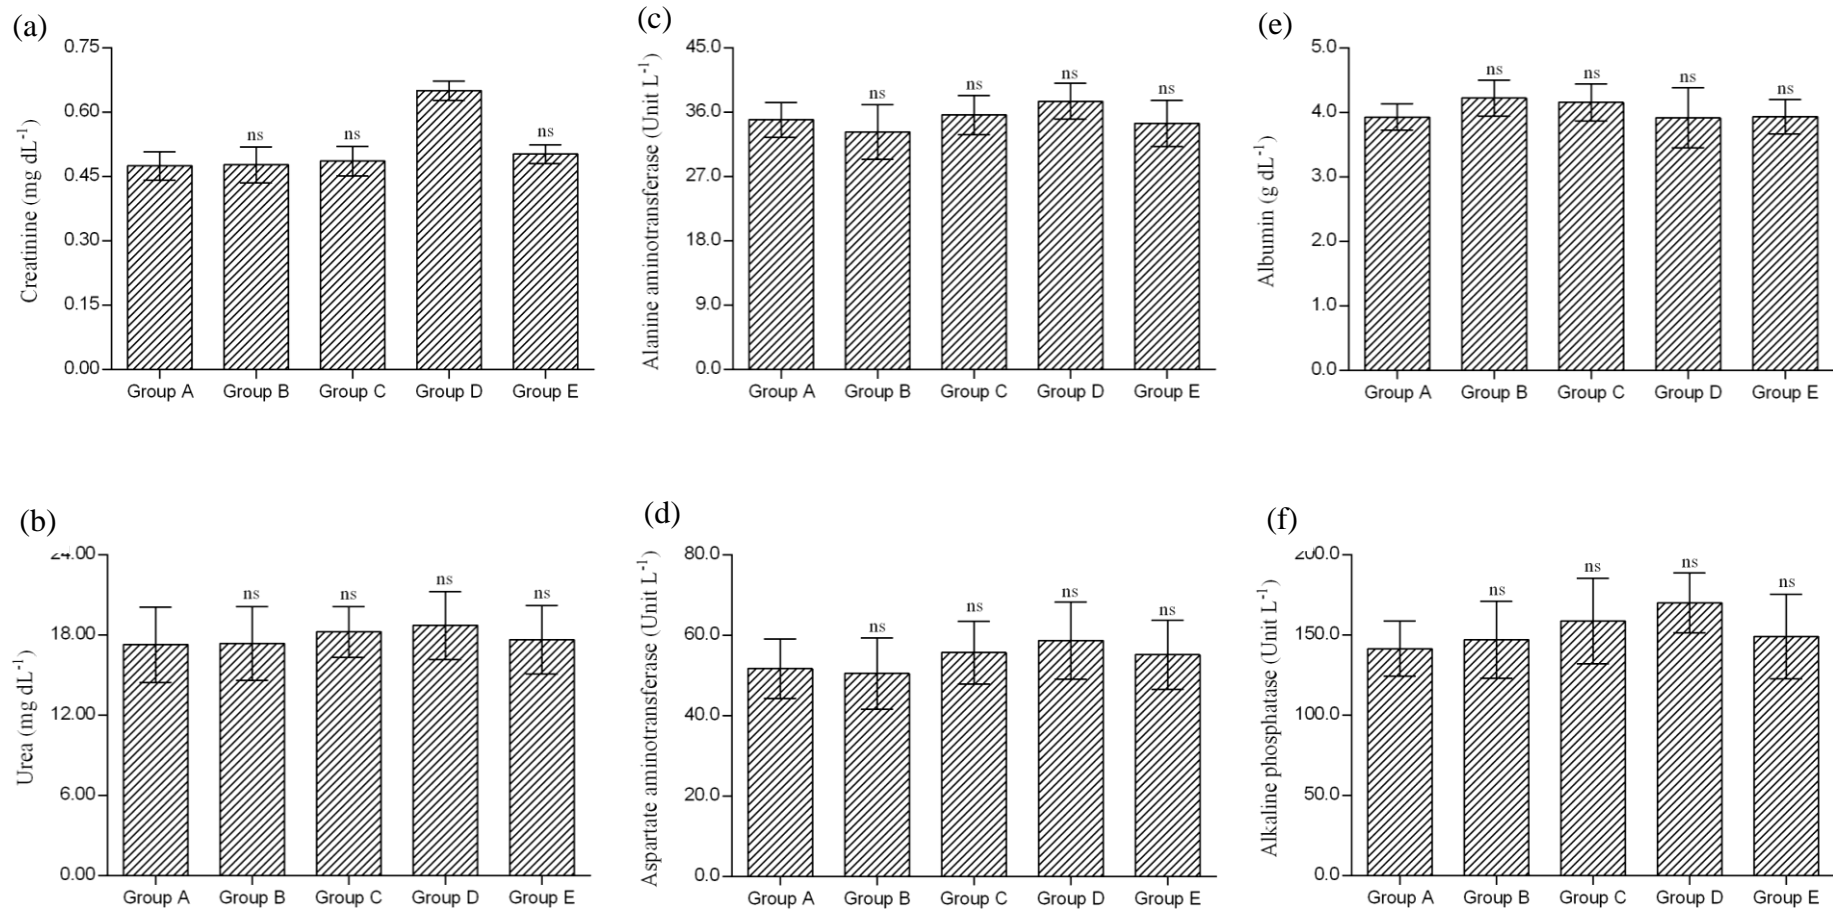 (a)
Creatinine (mg dL⁻¹)
0.75
0.60
0.45
0.30
0.15
0.00
ns
ns
ns
Group A Group B Group C Group D Group E
(c)
Alanine aminotransferase (Unit L⁻¹)
45.0
36.0
27.0
18.0
9.0
0.0
ns
ns
ns
ns
Group A Group B Group C Group D Group E
(e)
Albumin (g dL⁻¹)
5.0
4.0
3.0
2.0
1.0
0.0
ns
ns
ns
ns
Group A Group B Group C Group D Group E
(b)
Urea (mg dL⁻¹)
24.00
18.00
12.00
6.00
0.00
ns
ns
ns
ns
Group A Group B Group C Group D Group E
(d)
Aspartate aminotransferase (Unit L⁻¹)
80.0
60.0
40.0
20.0
0.0
ns
ns
ns
ns
Group A Group B Group C Group D Group E
(f)
Alkaline phosphatase (Unit L⁻¹)
200.0
150.0
100.0
50.0
0.0
ns
ns
ns
ns
Group A Group B Group C Group D Group E